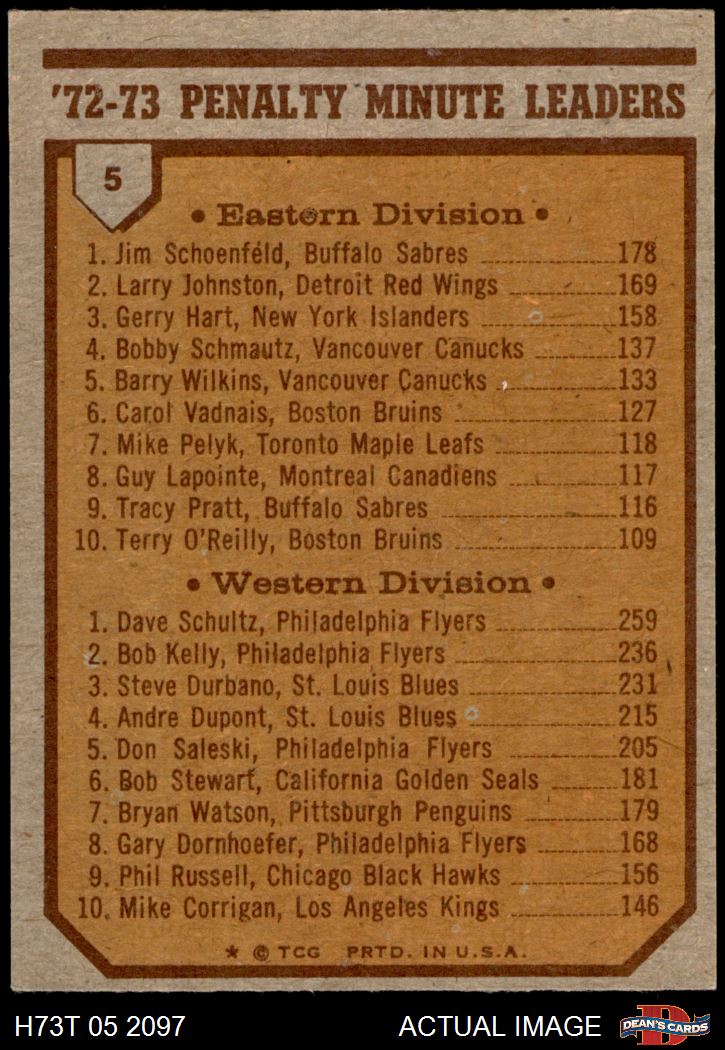 '72-73 PENALTY MINUTE LEADERS
5
• Eastern Division •
1. Jim Schoenfeld, Buffalo Sabres 178
2. Larry Johnston, Detroit Red Wings 169
3. Gerry Hart, New York Islanders 158
4. Bobby Schmautz, Vancouver Canucks 137
5. Barry Wilkins, Vancouver Canucks 133
6. Carol Vadnais, Boston Bruins 127
7. Mike Pelyk, Toronto Maple Leafs 118
8. Guy Lapointe, Montreal Canadiens 117
9. Tracy Pratt, Buffalo Sabres 116
10. Terry O'Reilly, Boston Bruins 109
• Western Division •
1. Dave Schultz, Philadelphia Flyers 259
2. Bob Kelly, Philadelphia Flyers 236
3. Steve Durbano, St. Louis Blues 231
4. Andre Dupont, St. Louis Blues 215
5. Don Saleski, Philadelphia Flyers 205
6. Bob Stewart, California Golden Seals 181
7. Bryan Watson, Pittsburgh Penguins 179
8. Gary Dornhoefer, Philadelphia Flyers 168
9. Phil Russell, Chicago Black Hawks 156
10. Mike Corrigan, Los Angeles Kings 146
* © TCG PRTD. IN U.S.A.
H73T 05 2097 ACTUAL IMAGE D DEAN'S CARDS